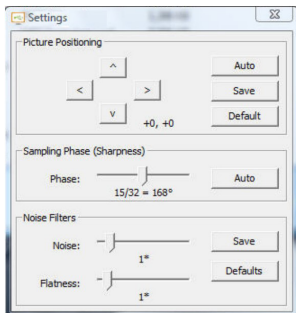 Settings
Picture Positioning
^
Auto
< >
Save
v
Default
+0, +0
Sampling Phase (Sharpness)
Phase:
Auto
15/32 = 168°
Noise Filters
Noise:
Save
1*
Defaults
Flatness:
1*